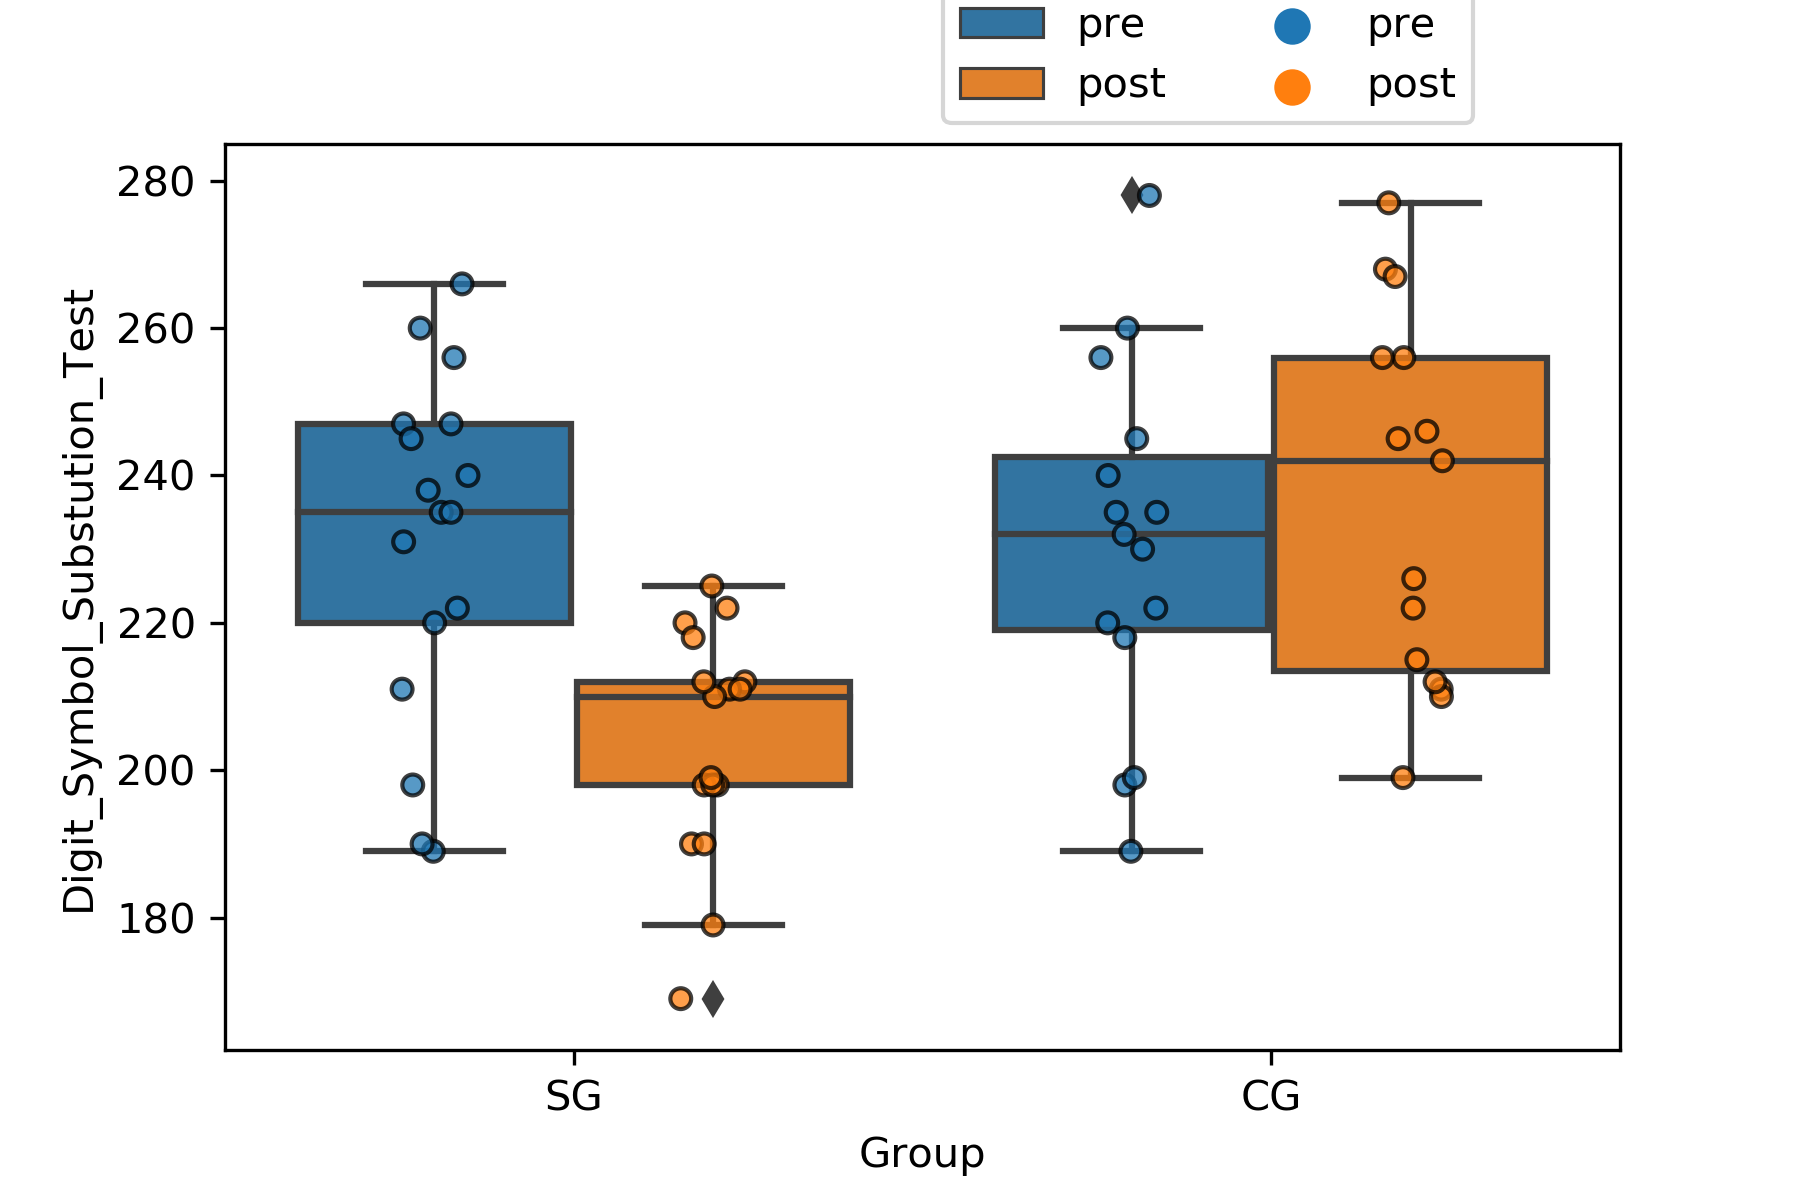 pre pre
post post
280
260
240
220
200
180
Digit_Symbol_Substution_Test
SG CG
Group